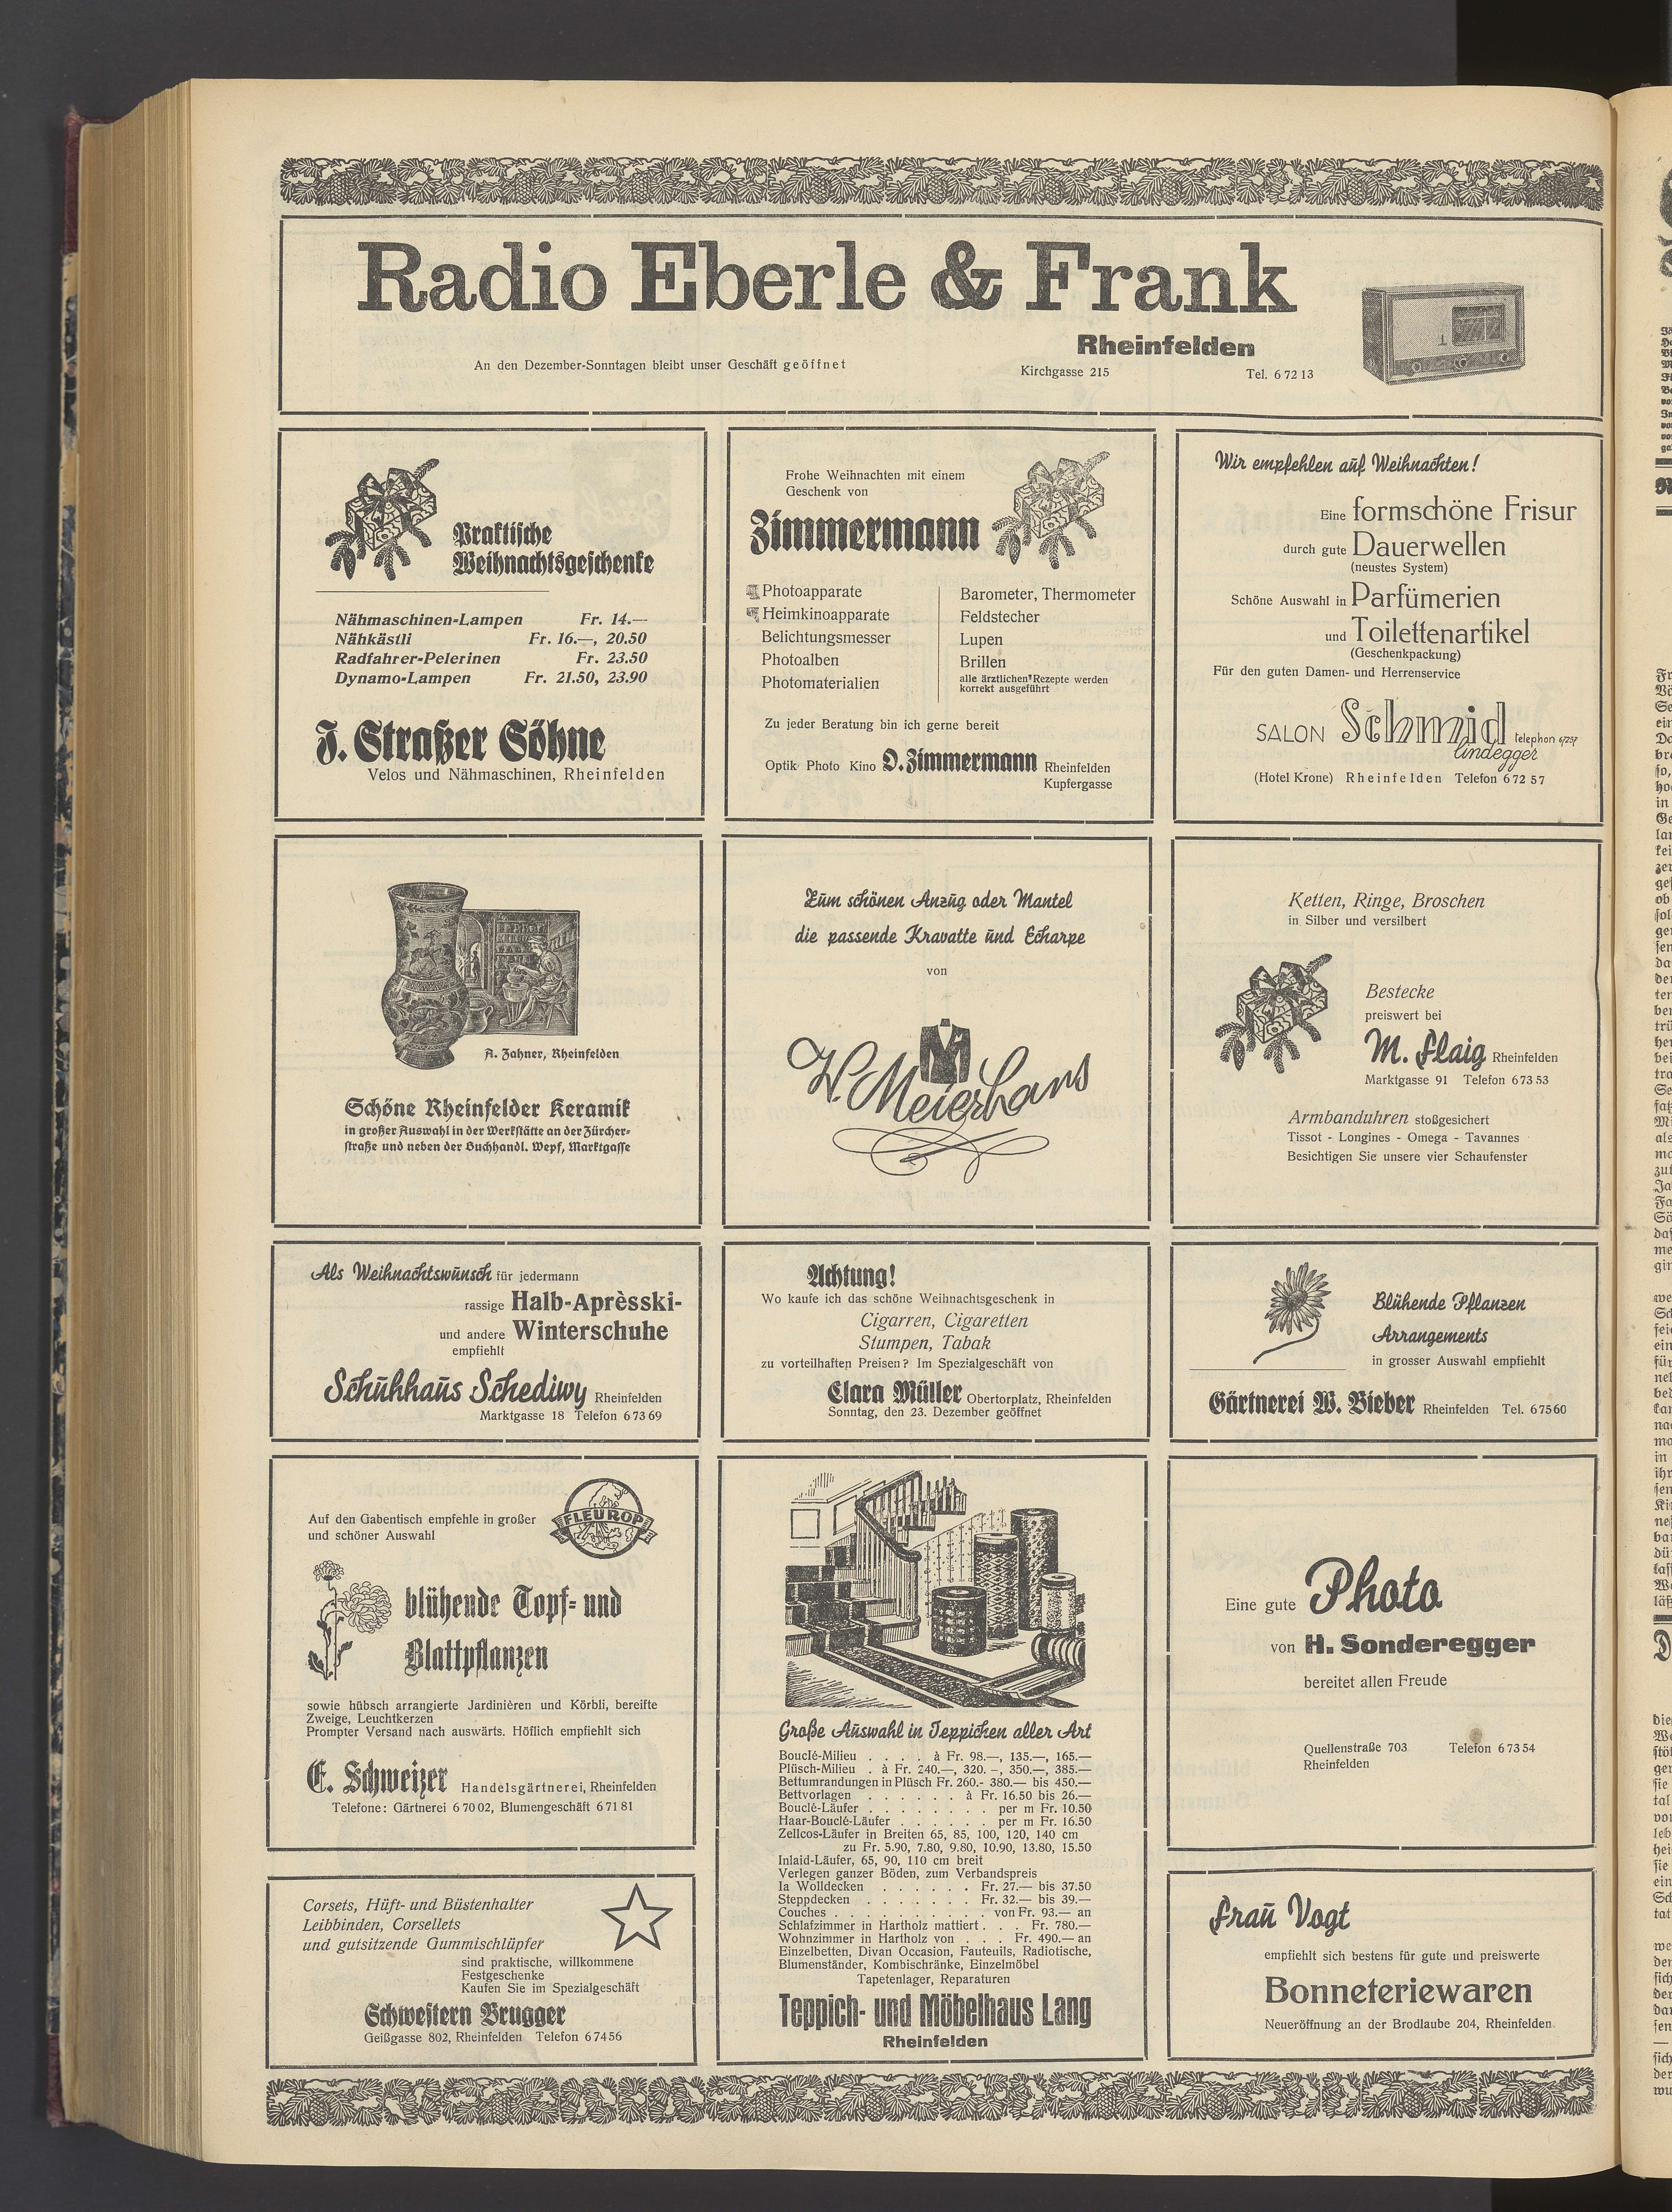 Radio Eberle & Frank
Rheinfelden
An den Dezember-Sonntagen bleibt unser Geschäft geöffnet
Kirchgasse 215 Tel. 6 72 13
Praktische
Weihnachtsgeschenke
Nähmaschinen-Lampen Fr. 14.—
Nähkästli Fr. 16.—, 20.50
Radfahrer-Pelerinen Fr. 23.50
Dynamo-Lampen Fr. 21.50, 23.90
J. Straßer Söhne
Velos und Nähmaschinen, Rheinfelden
Frohe Weihnachten mit einem
Geschenk von
Zimmermann
Photoapparate
Heimkinoapparate
Belichtungsmesser
Photoalben
Photomaterialien
Barometer, Thermometer
Feldstecher
Lupen
Brillen
alle ärztlichen Rezepte werden
korrekt ausgeführt
Zu jeder Beratung bin ich gerne bereit
Optik Photo Kino O. Zimmermann Rheinfelden
Kupfergasse
Wir empfehlen auf Weihnachten!
Eine formschöne Frisur
durch gute Dauerwellen
(neustes System)
Schöne Auswahl in Parfümerien
und Toilettenartikel
(Geschenkpackung)
Für den guten Damen- und Herrenservice
SALON Schmid telephon 67257
lindegger
(Hotel Krone) Rheinfelden Telefon 6 72 57
A. Zahner, Rheinfelden
Schöne Rheinfelder Keramik
in großer Auswahl in der Werkstätte an der Zürcher-
straße und neben der Buchhandl. Wepf, Marktgasse
Zum schönen Anzug oder Mantel
die passende Kravatte und Echarpe
von
W. Meierhans
Ketten, Ringe, Broschen
in Silber und versilbert
Bestecke
preiswert bei
M. Flaig Rheinfelden
Marktgasse 91 Telefon 6 73 53
Armbanduhren stoßgesichert
Tissot - Longines - Omega - Tavannes
Besichtigen Sie unsere vier Schaufenster
Als Weihnachtswunsch für jedermann
rassige Halb-Aprèsski-
und andere Winterschuhe
empfiehlt
Schuhhaus Schediwy Rheinfelden
Marktgasse 18 Telefon 6 73 69
Achtung!
Wo kaufe ich das schöne Weihnachtsgeschenk in
Cigarren, Cigaretten
Stumpen, Tabak
zu vorteilhaften Preisen? Im Spezialgeschäft von
Clara Müller Obertorplatz, Rheinfelden
Sonntag, den 23. Dezember geöffnet
Blühende Pflanzen
Arrangements
in grosser Auswahl empfiehlt
Gärtnerei W. Bieber Rheinfelden Tel. 6 75 60
Auf den Gabentisch empfehle in großer
und schöner Auswahl
FLEUROP
blühende Topf- und
Blattpflanzen
sowie hübsch arrangierte Jardinièren und Körbli, bereifte
Zweige, Leuchtkerzen
Prompter Versand nach auswärts. Höflich empfiehlt sich
E. Schweizer Handelsgärtnerei, Rheinfelden
Telefone: Gärtnerei 6 70 02, Blumengeschäft 6 71 81
Corsets, Hüft- und Büstenhalter
Leibbinden, Corsellets
und gutsitzende Gummischlüpfer
sind praktische, willkommene
Festgeschenke
Kaufen Sie im Spezialgeschäft
Schwestern Brugger
Geißgasse 802, Rheinfelden Telefon 6 74 56
Große Auswahl in Teppichen aller Art
Bouclé-Milieu . . . . à Fr. 98.—, 135.—, 165.—
Plüsch-Milieu . à Fr. 240.—, 320.-, 350.—, 385.—
Bettumrandungen in Plüsch Fr. 260.- 380.— bis 450.—
Bettvorlagen . . . . . . à Fr. 16.50 bis 26.—
Bouclé-Läufer . . . . . . . . per m Fr. 10.50
Haar-Bouclé-Läufer . . . . . . per m Fr. 16.50
Zellcos-Läufer in Breiten 65, 85, 100, 120, 140 cm
zu Fr. 5.90, 7.80, 9.80, 10.90, 13.80, 15.50
Inlaid-Läufer, 65, 90, 110 cm breit
Verlegen ganzer Böden, zum Verbandspreis
Ia Wolldecken . . . . . . Fr. 27.— bis 37.50
Steppdecken . . . . . . . Fr. 32.— bis 39.—
Couches . . . . . . . . . . von Fr. 93.— an
Schlafzimmer in Hartholz mattiert . . . Fr. 780.—
Wohnzimmer in Hartholz von . . . Fr. 490.— an
Einzelbetten, Divan Occasion, Fauteuils, Radiotische,
Blumenständer, Kombischränke, Einzelmöbel
Tapetenlager, Reparaturen
Teppich- und Möbelhaus Lang
Rheinfelden
Eine gute Photo
von H. Sonderegger
bereitet allen Freude
Quellenstraße 703 Telefon 6 73 54
Rheinfelden
Frau Vogt
empfiehlt sich bestens für gute und preiswerte
Bonneteriewaren
Neueröffnung an der Brodlaube 204, Rheinfelden.